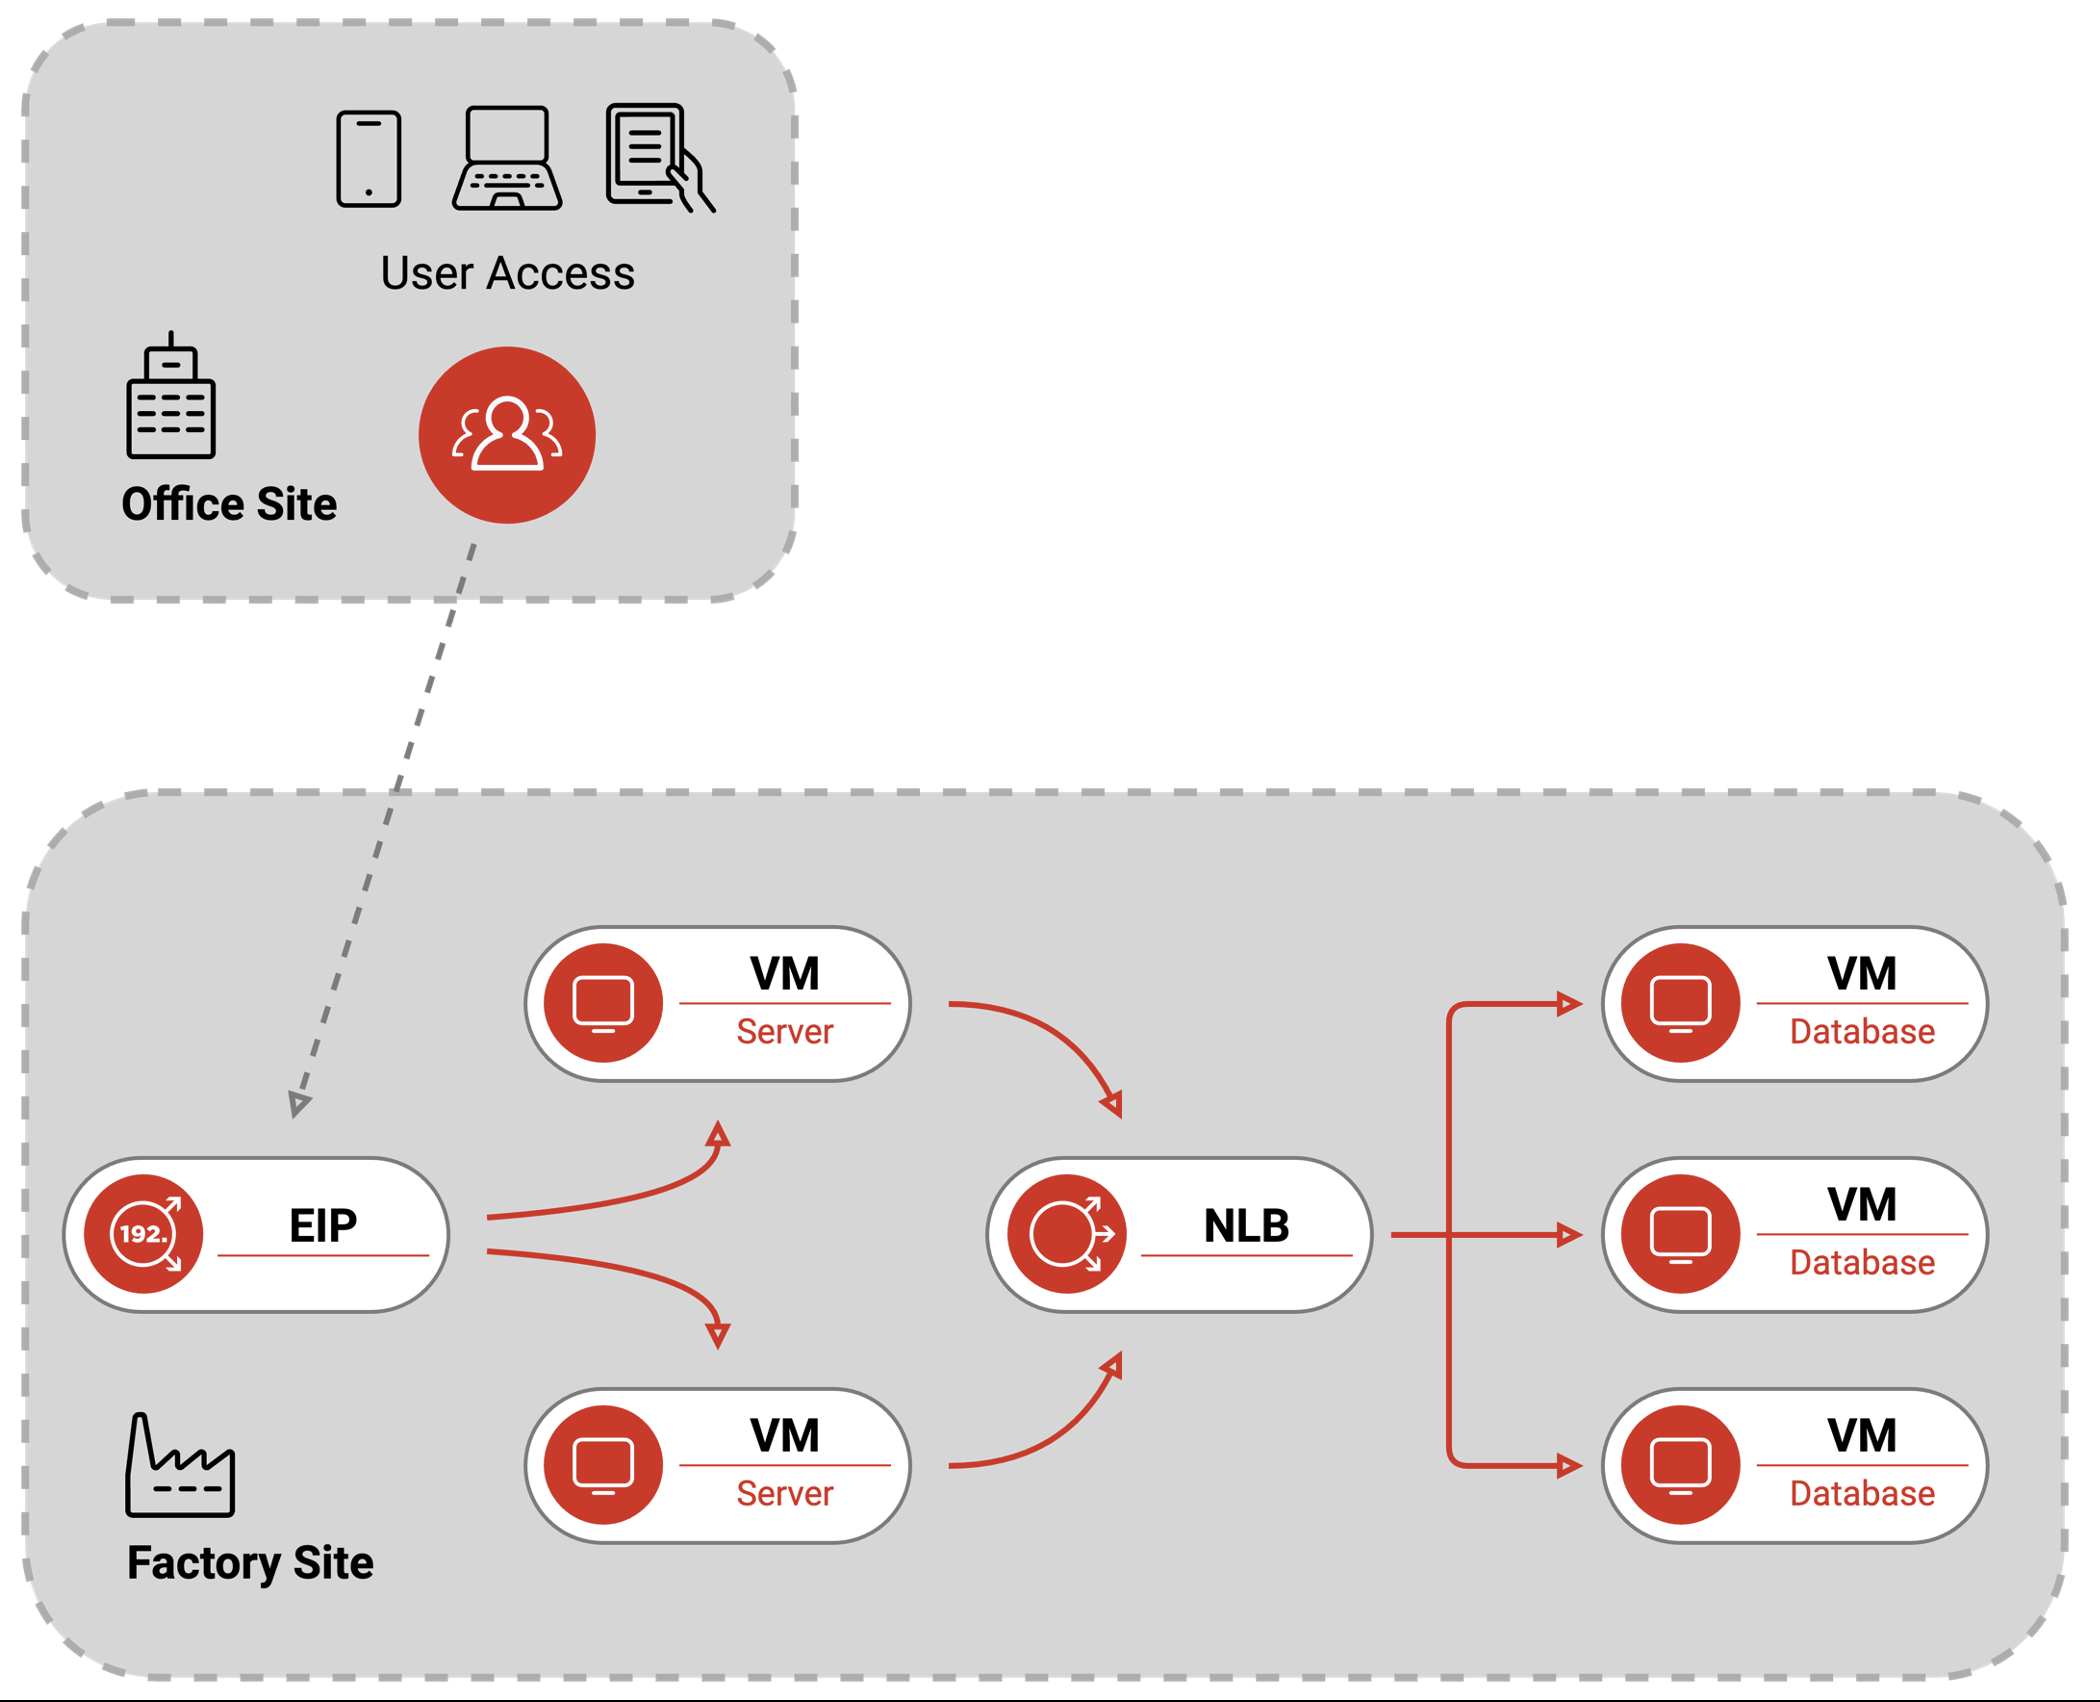 User Access
Office Site
VM
Server
VM
Database
192.
EIP
NLB
VM
Database
VM
Server
VM
Database
Factory Site